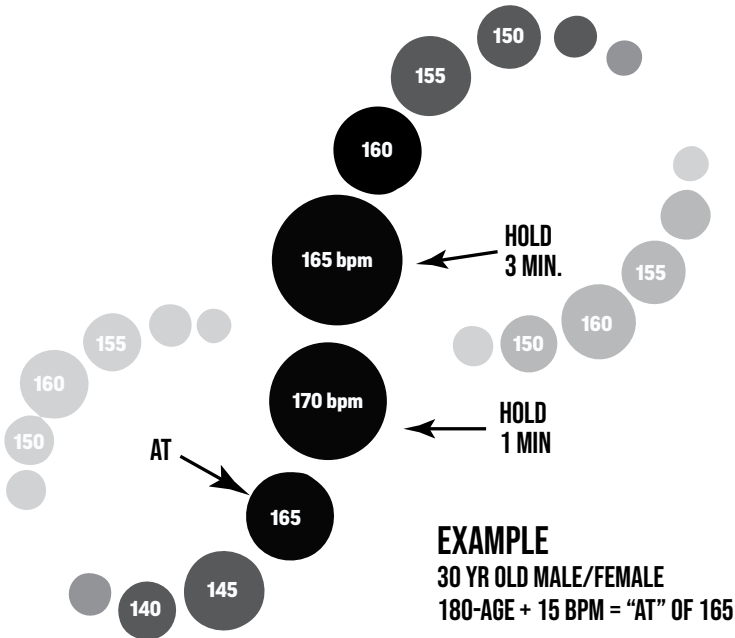 150
155
160
165 bpm
HOLD
3 MIN.
155
160
150
155
160
150
170 bpm
HOLD
1 MIN
AT
165
145
140
EXAMPLE
30 YR OLD MALE/FEMALE
180-AGE + 15 BPM = “AT” OF 165